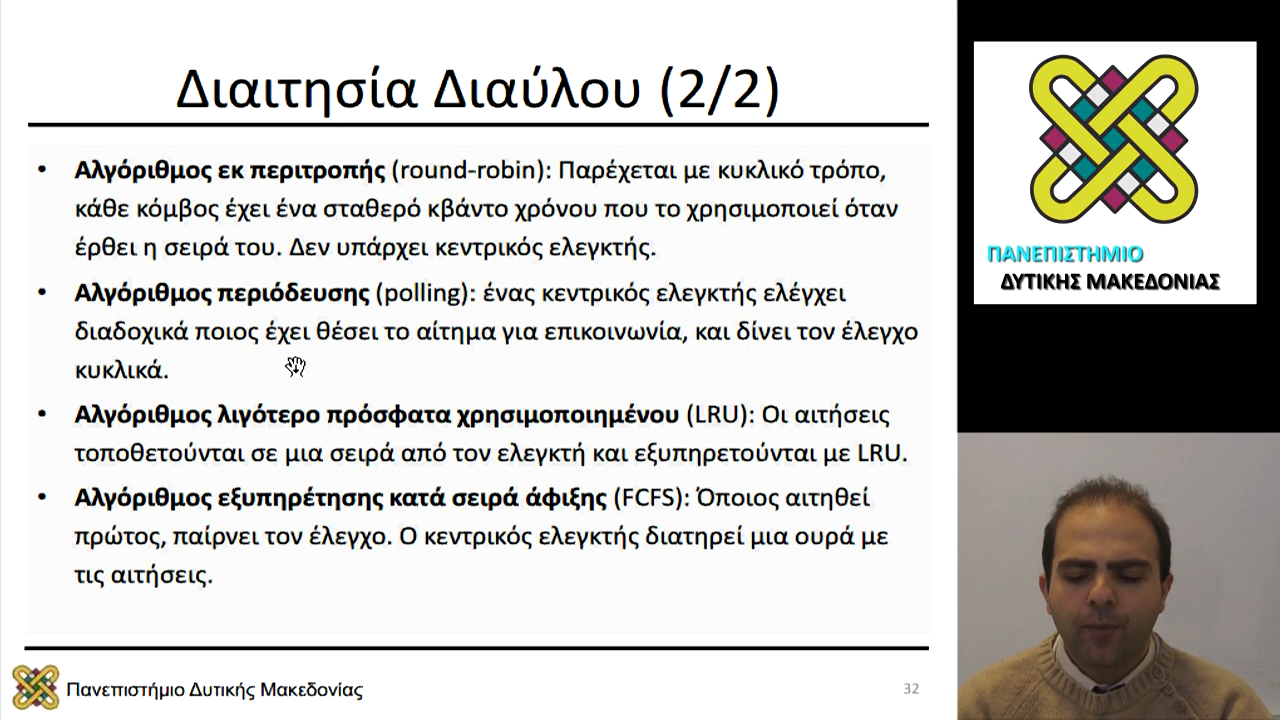 Διαιτησία Διαύλου (2/2)
• Αλγόριθμος εκ περιτροπής (round-robin): Παρέχεται με κυκλικό τρόπο,
κάθε κόμβος έχει ένα σταθερό κβάντο χρόνου που το χρησιμοποιεί όταν
έρθει η σειρά του. Δεν υπάρχει κεντρικός ελεγκτής.
• Αλγόριθμος περιόδευσης (polling): ένας κεντρικός ελεγκτής ελέγχει
διαδοχικά ποιος έχει θέσει το αίτημα για επικοινωνία, και δίνει τον έλεγχο
κυκλικά.
• Αλγόριθμος λιγότερο πρόσφατα χρησιμοποιημένου (LRU): Οι αιτήσεις
τοποθετούνται σε μια σειρά από τον ελεγκτή και εξυπηρετούνται με LRU.
• Αλγόριθμος εξυπηρέτησης κατά σειρά άφιξης (FCFS): Όποιος αιτηθεί
πρώτος, παίρνει τον έλεγχο. Ο κεντρικός ελεγκτής διατηρεί μια ουρά με
τις αιτήσεις.
Πανεπιστήμιο Δυτικής Μακεδονίας
32
ΠΑΝΕΠΙΣΤΗΜΙΟ
ΔΥΤΙΚΗΣ ΜΑΚΕΔΟΝΙΑΣ